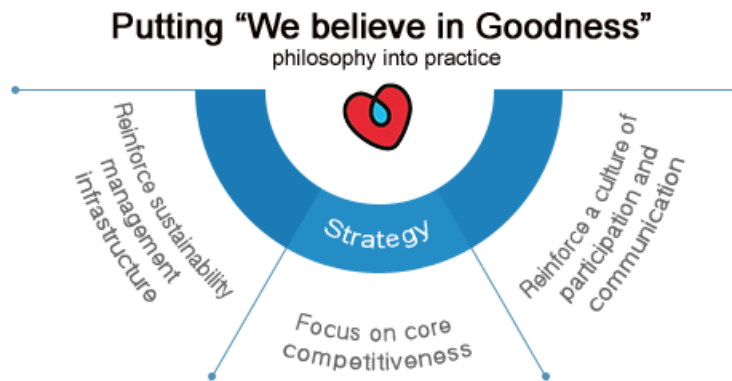 Putting “We believe in Goodness”
philosophy into practice
Reinforce sustainability
management
infrastructure
Strategy
Focus on core
competitiveness
Reinforce a culture of
participation and
communication